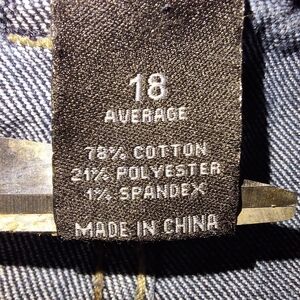 18
AVERAGE
78% COTTON
21% POLYESTER
1% SPANDEX
MADE IN CHINA